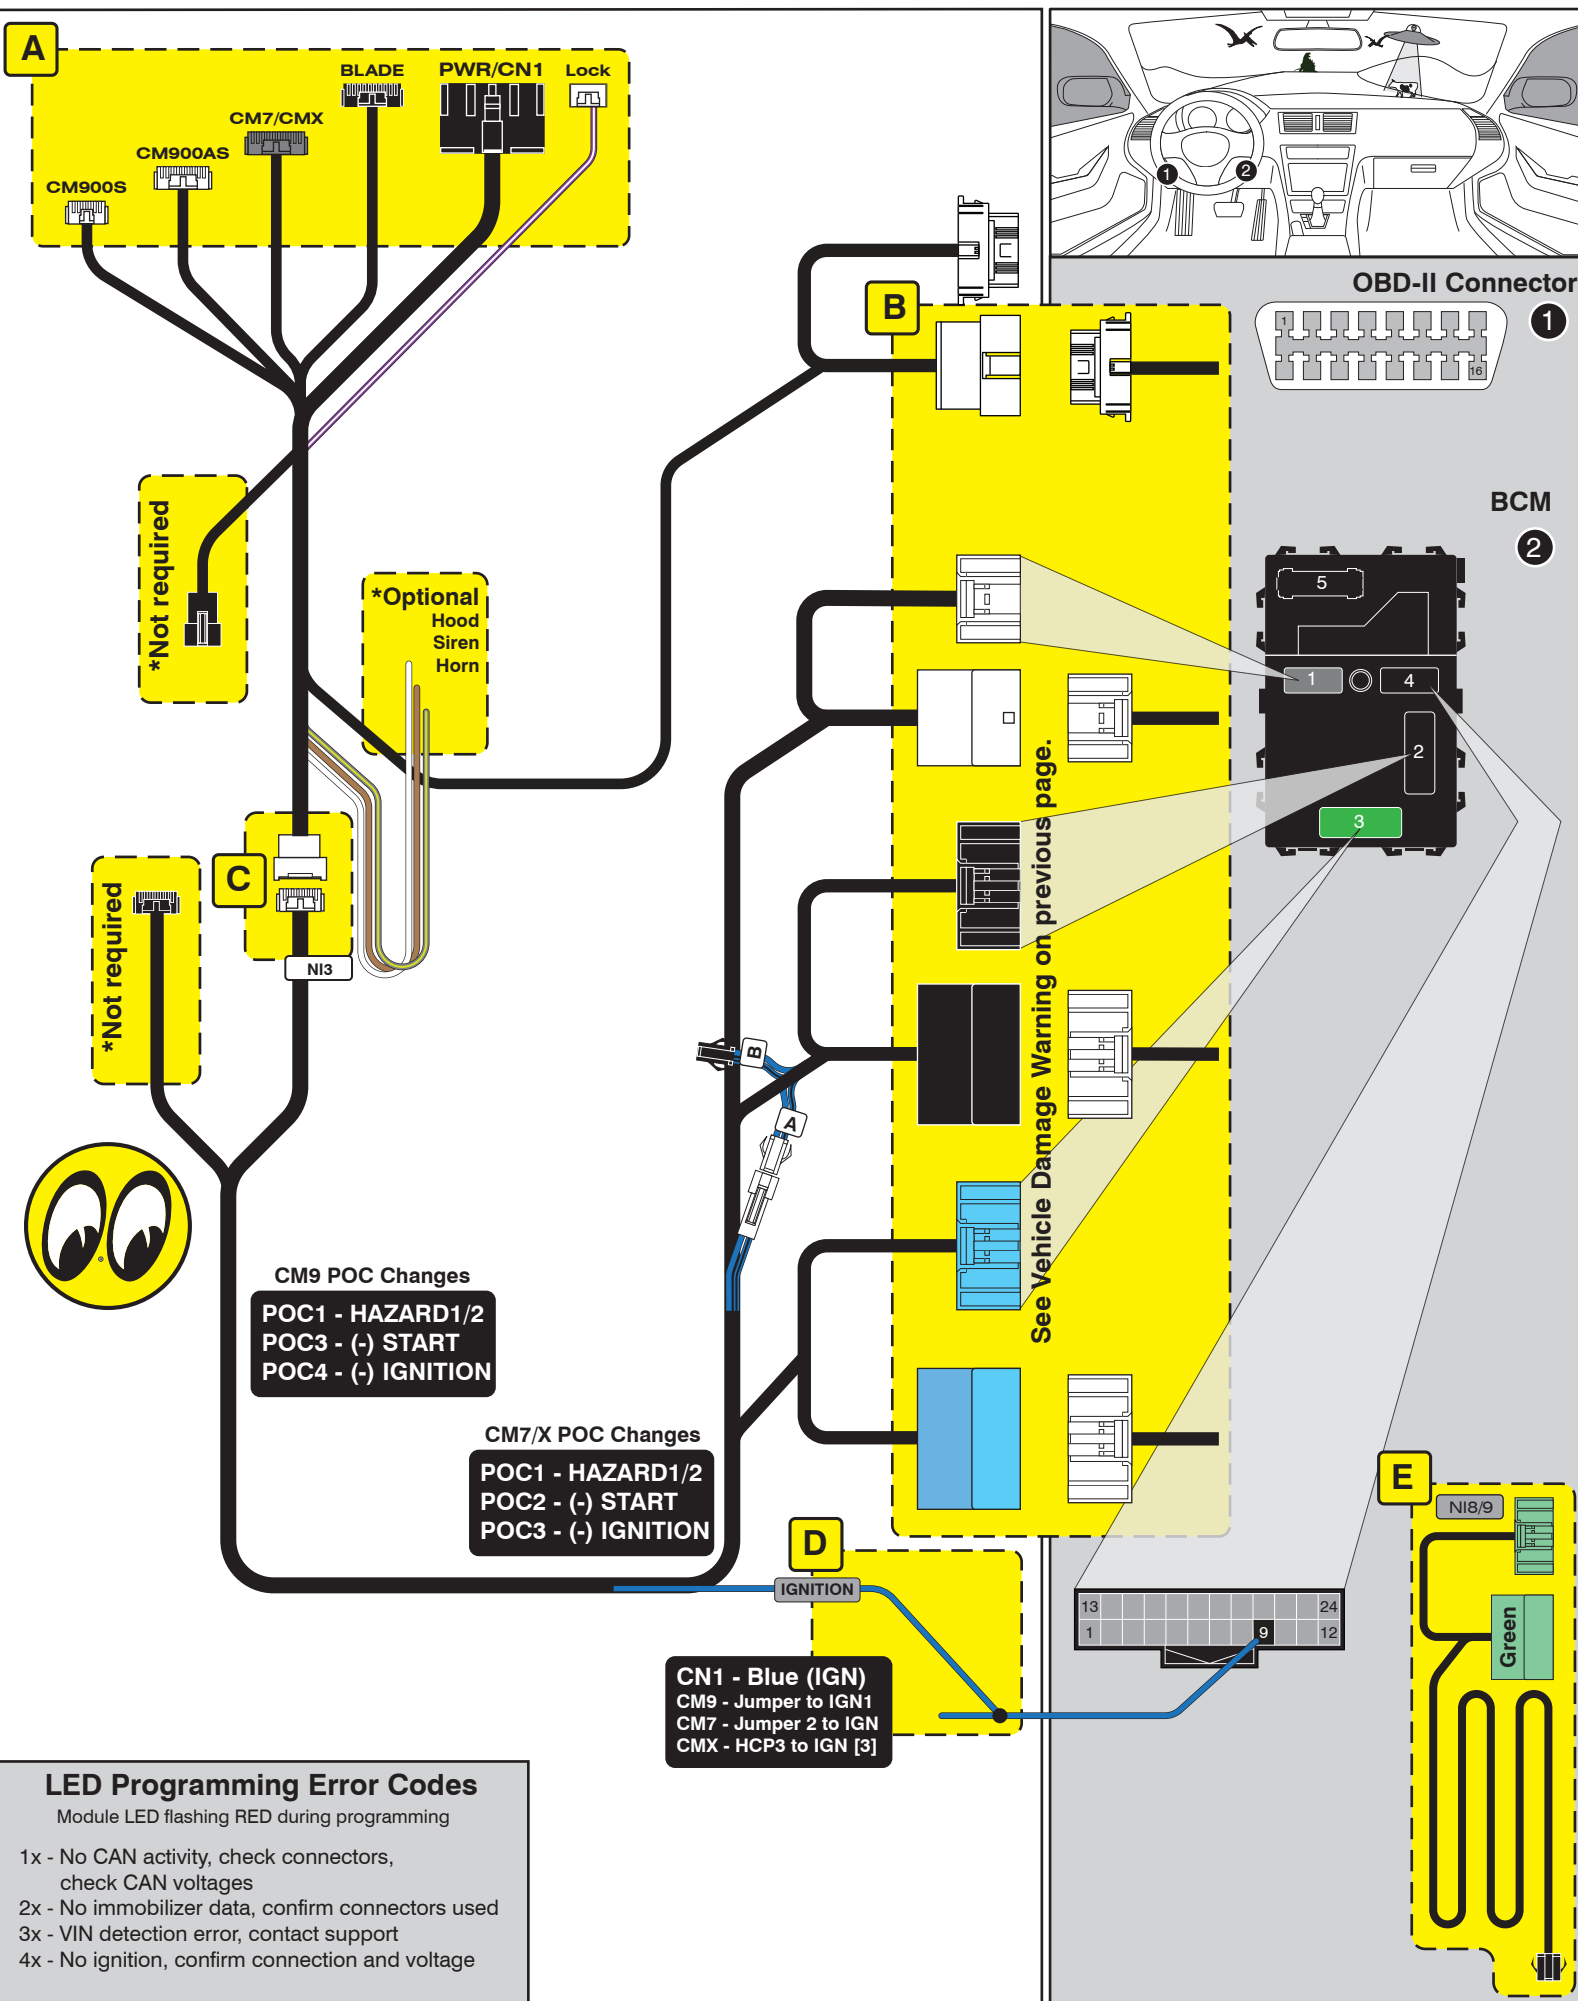 A
CM900S
CM900AS
CM7/CMX
BLADE
PWR/CN1
Lock
1
2
OBD-II Connector
1
1
16
B
BCM
2
5
1
4
2
3
*Not required
*Optional
Hood
Siren
Horn
C
NI3
*Not required
See Vehicle Damage Warning on previous page.
B
A
CM9 POC Changes
POC1 - HAZARD1/2
POC3 - (-) START
POC4 - (-) IGNITION
CM7/X POC Changes
POC1 - HAZARD1/2
POC2 - (-) START
POC3 - (-) IGNITION
D
IGNITION
CN1 - Blue (IGN)
CM9 - Jumper to IGN1
CM7 - Jumper 2 to IGN
CMX - HCP3 to IGN [3]
13
24
1
9
12
E
NI8/9
Green
LED Programming Error Codes
Module LED flashing RED during programming
1x - No CAN activity, check connectors,
check CAN voltages
2x - No immobilizer data, confirm connectors used
3x - VIN detection error, contact support
4x - No ignition, confirm connection and voltage